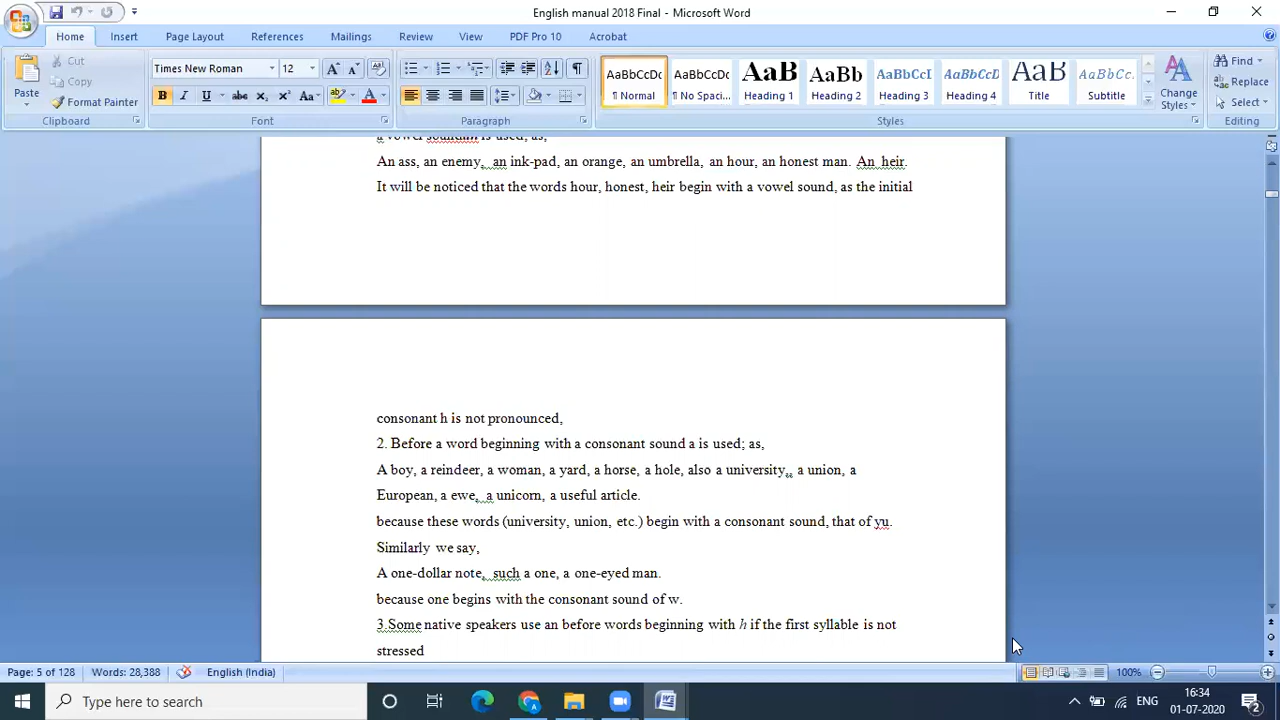 English manual 2018 Final - Microsoft Word
Home Insert Page Layout References Mailings Review View PDF Pro 10 Acrobat
Paste Cut Copy Format Painter Clipboard
Times New Roman 12 B I U abc X₂ X² Aa A Font
Paragraph
AaBbCcDc ¶ Normal AaBbCcDc ¶ No Spaci... AaB Heading 1 AaBb Heading 2 AaBbCcI Heading 3 AaBbCcD Heading 4 AaB Title AaBbCc. Subtitle Change Styles Styles
Find Replace Select Editing
a vowel soundan is used; as,
An ass, an enemy, an ink-pad, an orange, an umbrella, an hour, an honest man. An heir.
It will be noticed that the words hour, honest, heir begin with a vowel sound, as the initial
consonant h is not pronounced,
2. Before a word beginning with a consonant sound a is used; as,
A boy, a reindeer, a woman, a yard, a horse, a hole, also a university,, a union, a
European, a ewe, a unicorn, a useful article.
because these words (university, union, etc.) begin with a consonant sound, that of yu.
Similarly we say,
A one-dollar note, such a one, a one-eyed man.
because one begins with the consonant sound of w.
3.Some native speakers use an before words beginning with h if the first syllable is not
stressed
Page: 5 of 128 Words: 28,388 English (India) 100%
Type here to search ENG 16:34
01-07-2020 2